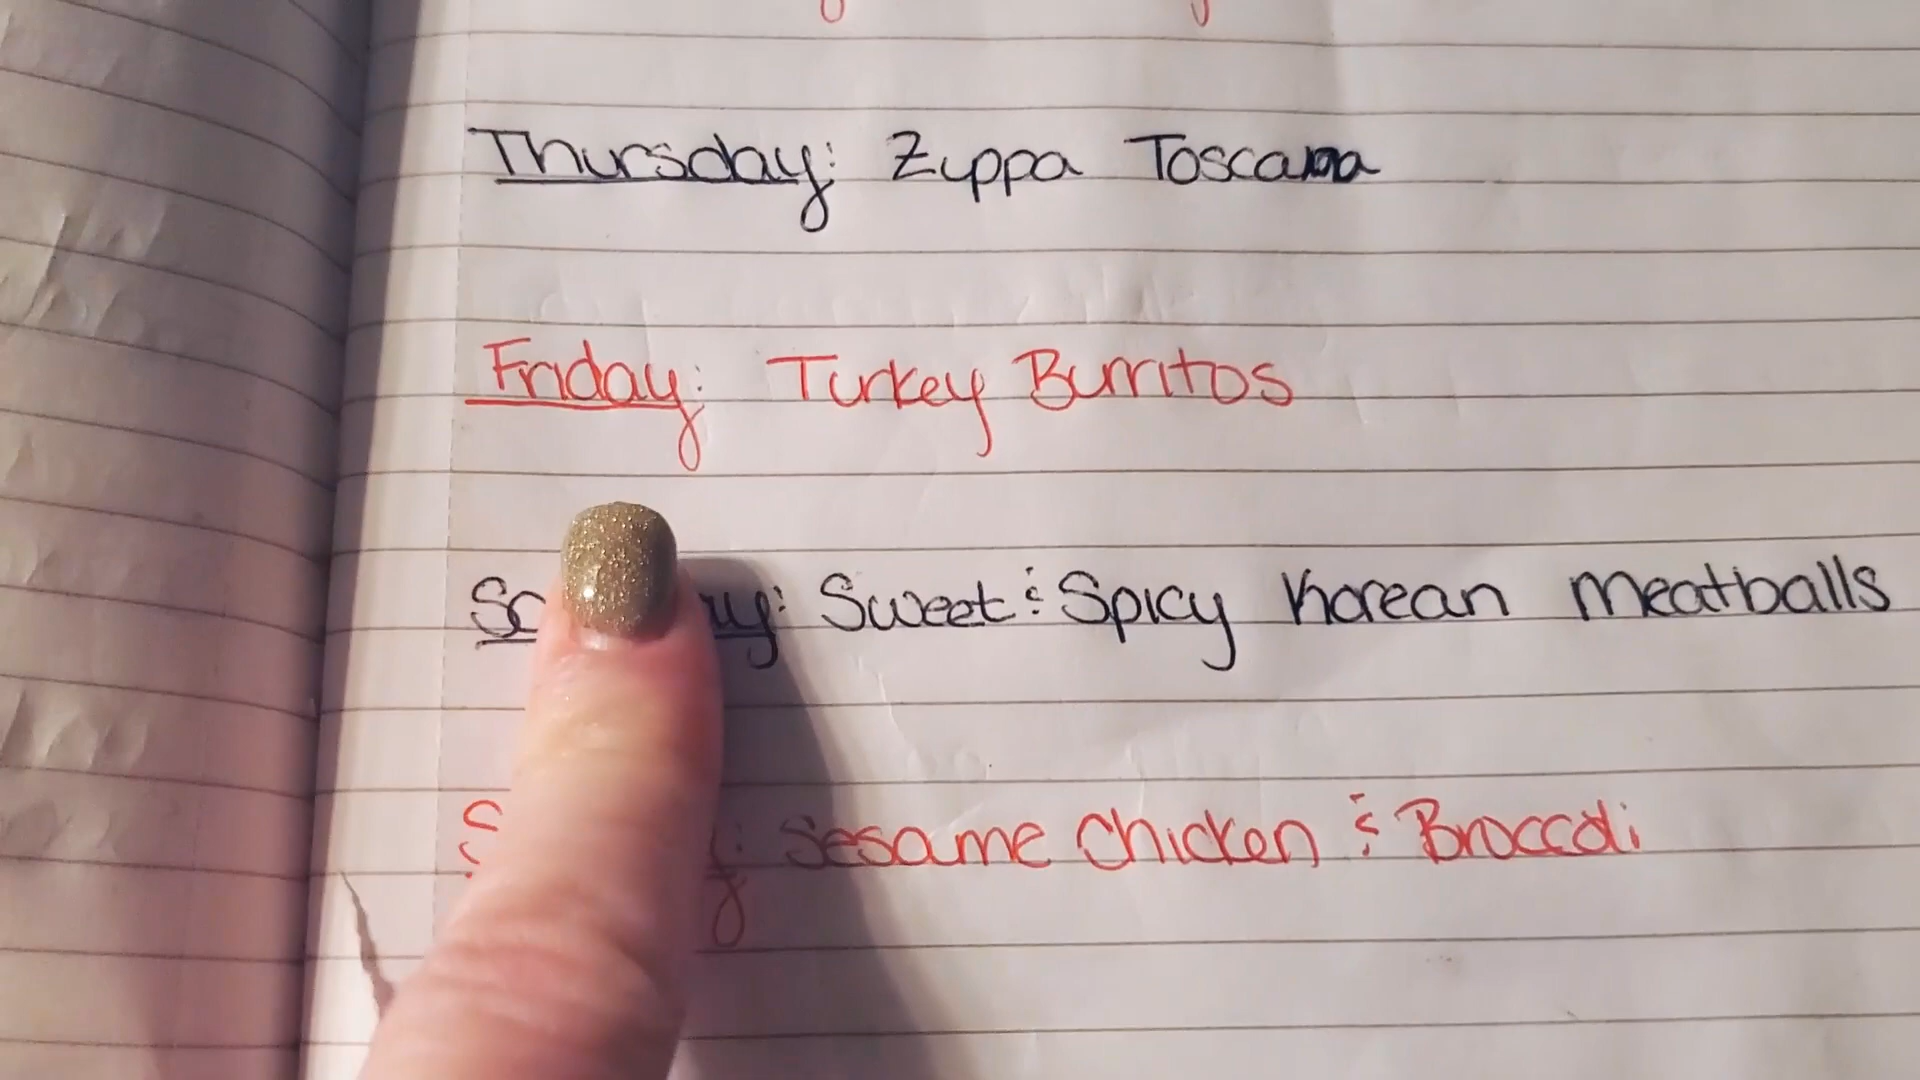 Thursday: Zuppa Toscana
Friday: Turkey Burritos
Sweet & Spicy Korean Meatballs
Sesame Chicken & Broccoli